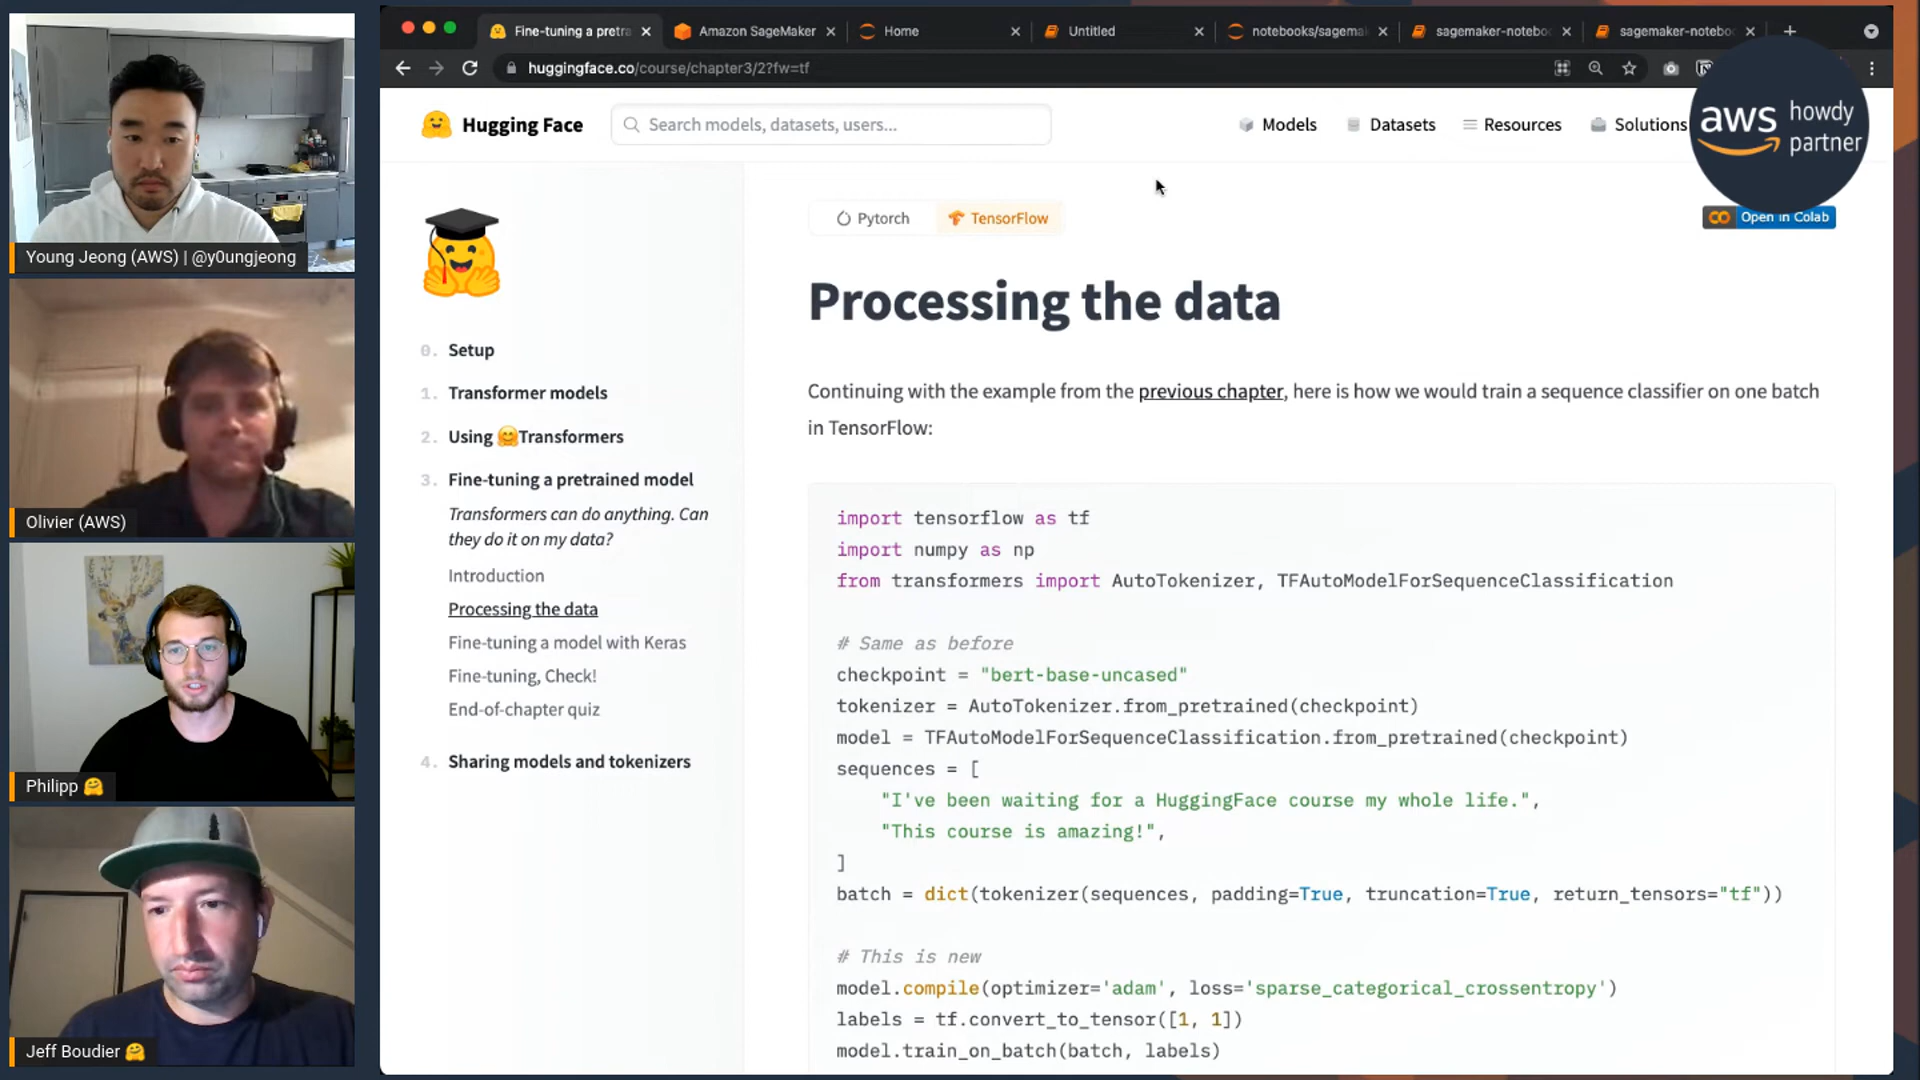 Young Jeong (AWS) | @y0ungjeong
Olivier (AWS)
Philipp 🤗
Jeff Boudier 🤗
Fine-tuning a pretra
Amazon SageMaker
Home
Untitled
notebooks/sagema
sagemaker-notebo
sagemaker-notebo
huggingface.co/course/chapter3/2?fw=tf
aws howdy partner
Hugging Face
Search models, datasets, users...
Models
Datasets
Resources
Solutions
0. Setup
1. Transformer models
2. Using 🤗Transformers
3. Fine-tuning a pretrained model
Transformers can do anything. Can
they do it on my data?
Introduction
Processing the data
Fine-tuning a model with Keras
Fine-tuning, Check!
End-of-chapter quiz
4. Sharing models and tokenizers
Pytorch
TensorFlow
Open in Colab
Processing the data
Continuing with the example from the previous chapter, here is how we would train a sequence classifier on one batch
in TensorFlow:
import tensorflow as tf
import numpy as np
from transformers import AutoTokenizer, TFAutoModelForSequenceClassification
# Same as before
checkpoint = "bert-base-uncased"
tokenizer = AutoTokenizer.from_pretrained(checkpoint)
model = TFAutoModelForSequenceClassification.from_pretrained(checkpoint)
sequences = [
    "I've been waiting for a HuggingFace course my whole life.",
    "This course is amazing!",
]
batch = dict(tokenizer(sequences, padding=True, truncation=True, return_tensors="tf"))
# This is new
model.compile(optimizer='adam', loss='sparse_categorical_crossentropy')
labels = tf.convert_to_tensor([1, 1])
model.train_on_batch(batch, labels)